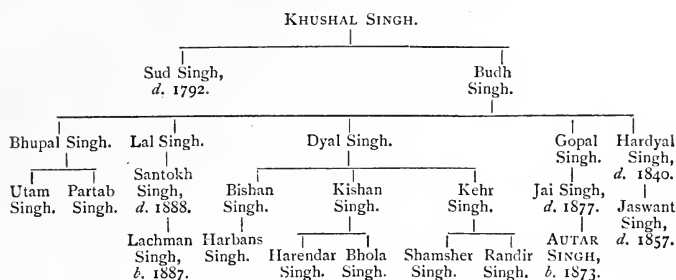 KHUSHAL SINGH.
Sud Singh, Budh
d. 1792. Singh.
Bhupal Singh. Lal Singh. Dyal Singh. Gopal Hardyal
Singh. Singh,
Santokh d. 1840.
Utam Partab Singh, Bishan Kishan Kehr Jai Singh, Jaswant
Singh. Singh. d. 1888. Singh. Singh. Singh. d. 1877. Singh,
Lachman Harbans Harendar Bhola Shamsher Randir AUTAR d. 1857.
Singh, Singh. Singh. Singh. Singh. Singh. SINGH,
b. 1887. b. 1873.